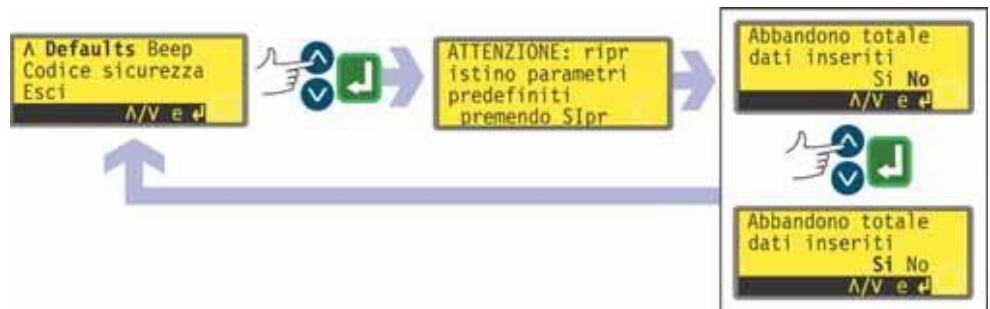 Λ Defaults Beep
Codice sicurezza
Esci
Λ/V e ↲
ATTENZIONE: ripr
istino parametri
predefiniti
premendo SIpr
Abbandono totale
dati inseriti
Si No
Λ/V e ↲
Abbandono totale
dati inseriti
Si No
Λ/V e ↲